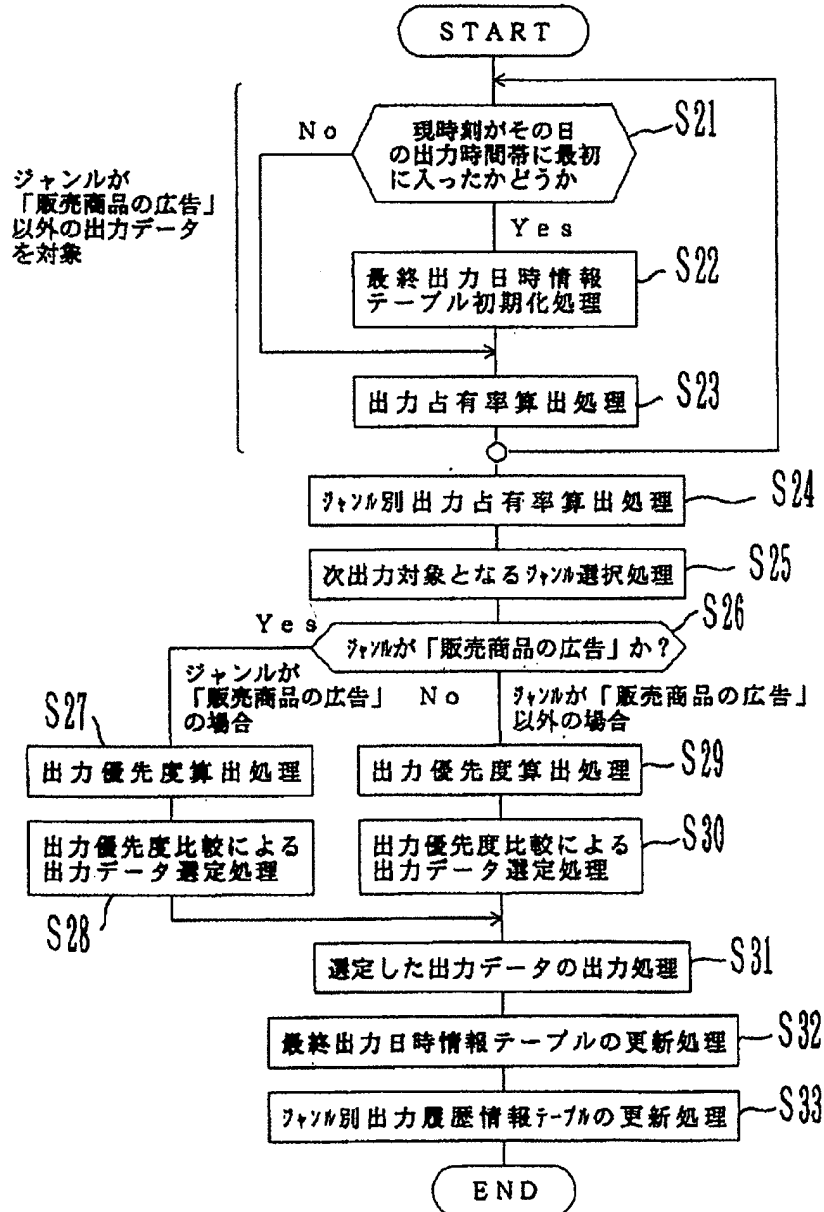 START
S21
No
現時刻がその日
の出力時間帯に最初
に入ったかどうか
ジャンルが
「販売商品の広告」
以外の出力データ
を対象
Yes
S22
最終出力日時情報
テーブル初期化処理
出力占有率算出処理
S23
ジャンル別出力占有率算出処理
S24
次出力対象となるジャンル選択処理
S25
S26
Yes
ジャンルが「販売商品の広告」か？
ジャンルが
「販売商品の広告」
の場合
No
ジャンルが「販売商品の広告」
以外の場合
S27
出力優先度算出処理
出力優先度算出処理
S29
出力優先度比較による
出力データ選定処理
S28
出力優先度比較による
出力データ選定処理
S30
選定した出力データの出力処理
S31
最終出力日時情報テーブルの更新処理
S32
ジャンル別出力履歴情報テーブルの更新処理
S33
END